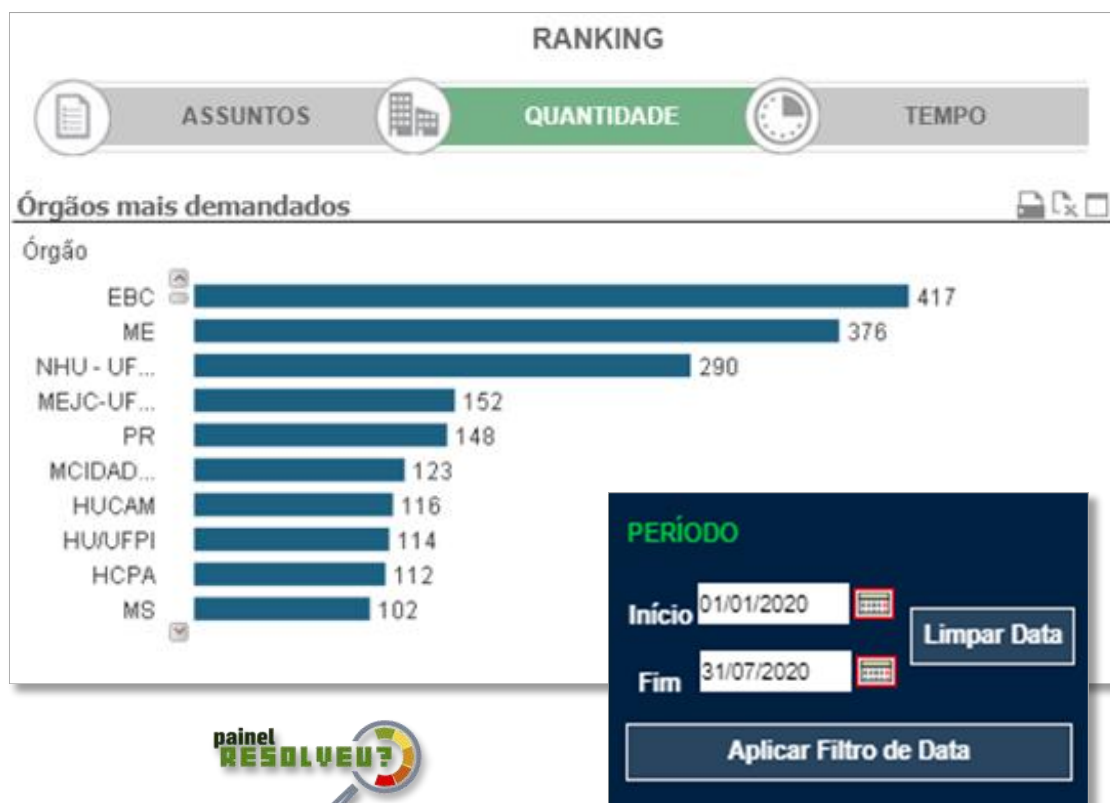 RANKING
ASSUNTOS QUANTIDADE TEMPO
Órgãos mais demandados
Órgão
EBC 417
ME 376
NHU - UF... 290
MEJC-UF... 152
PR 148
MCIDAD... 123
HUCAM 116
HU/UFPI 114
HCPA 112
MS 102
PERÍODO
Início 01/01/2020
Limpar Data
Fim 31/07/2020
Aplicar Filtro de Data
painel
RESOLVEU?